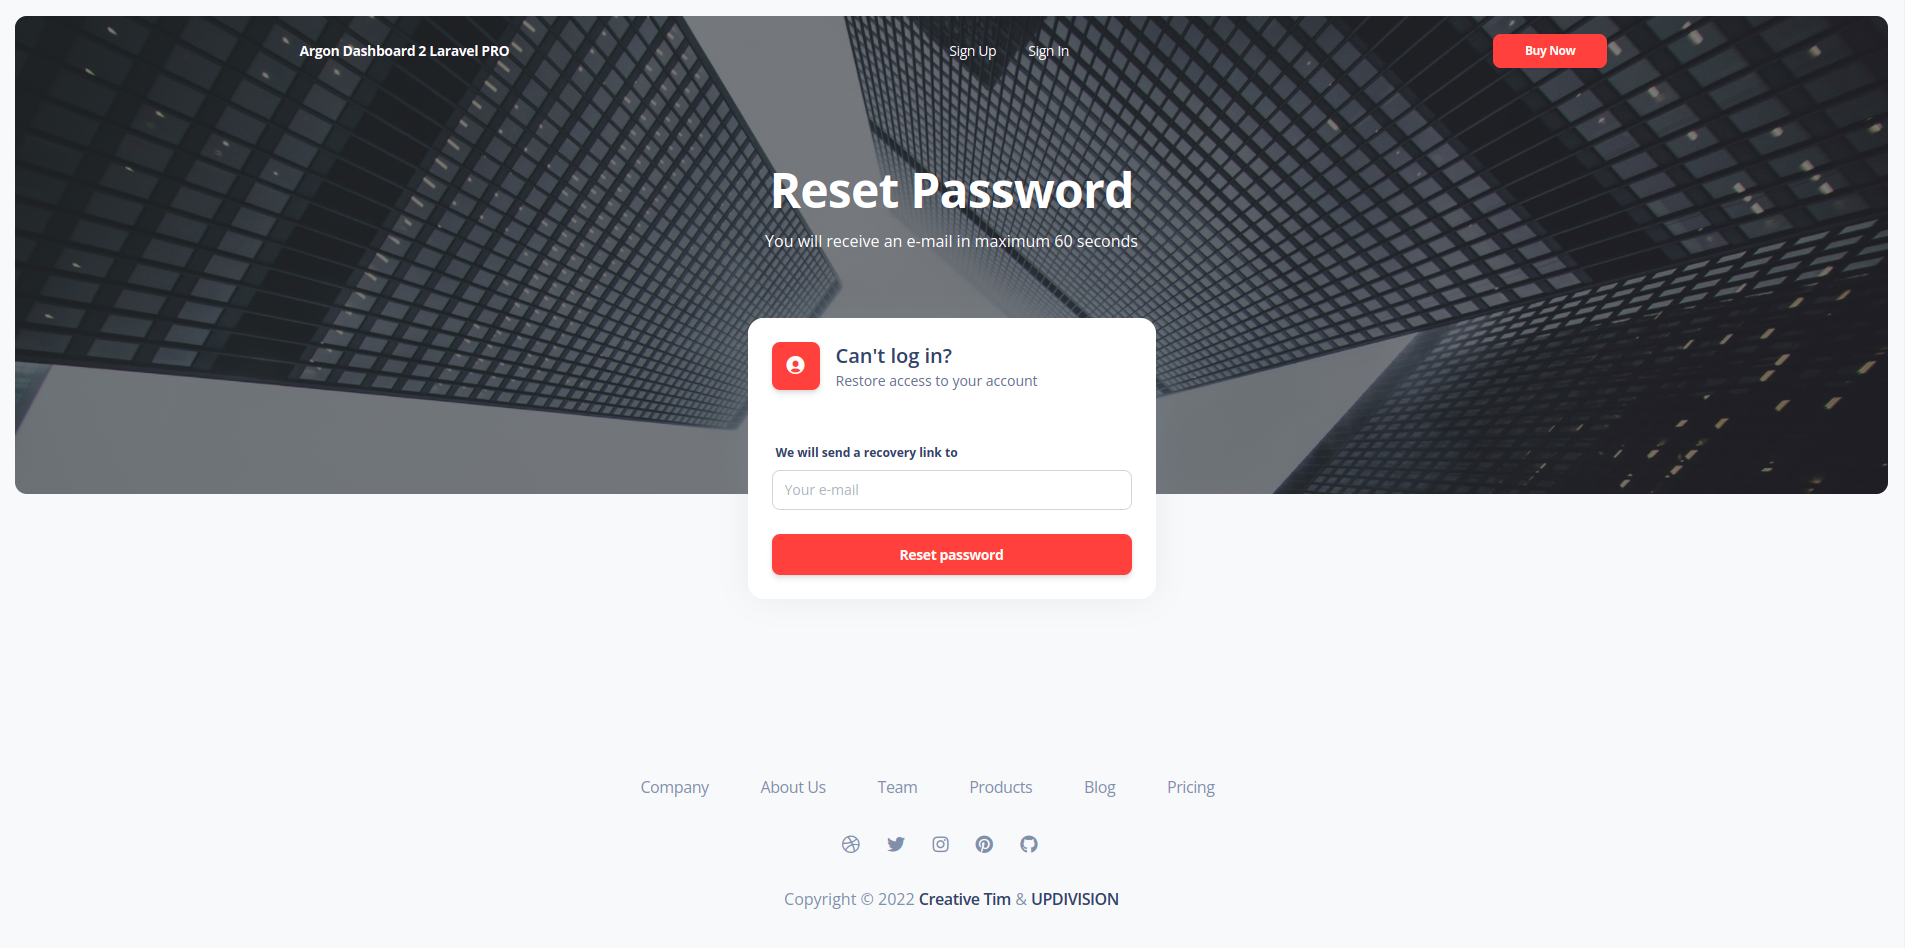 Argon Dashboard 2 Laravel PRO
Sign Up
Sign In
Buy Now
Reset Password
You will receive an e-mail in maximum 60 seconds
Can't log in?
Restore access to your account
We will send a recovery link to
Your e-mail
Reset password
Company
About Us
Team
Products
Blog
Pricing
Copyright © 2022 Creative Tim & UPDIVISION